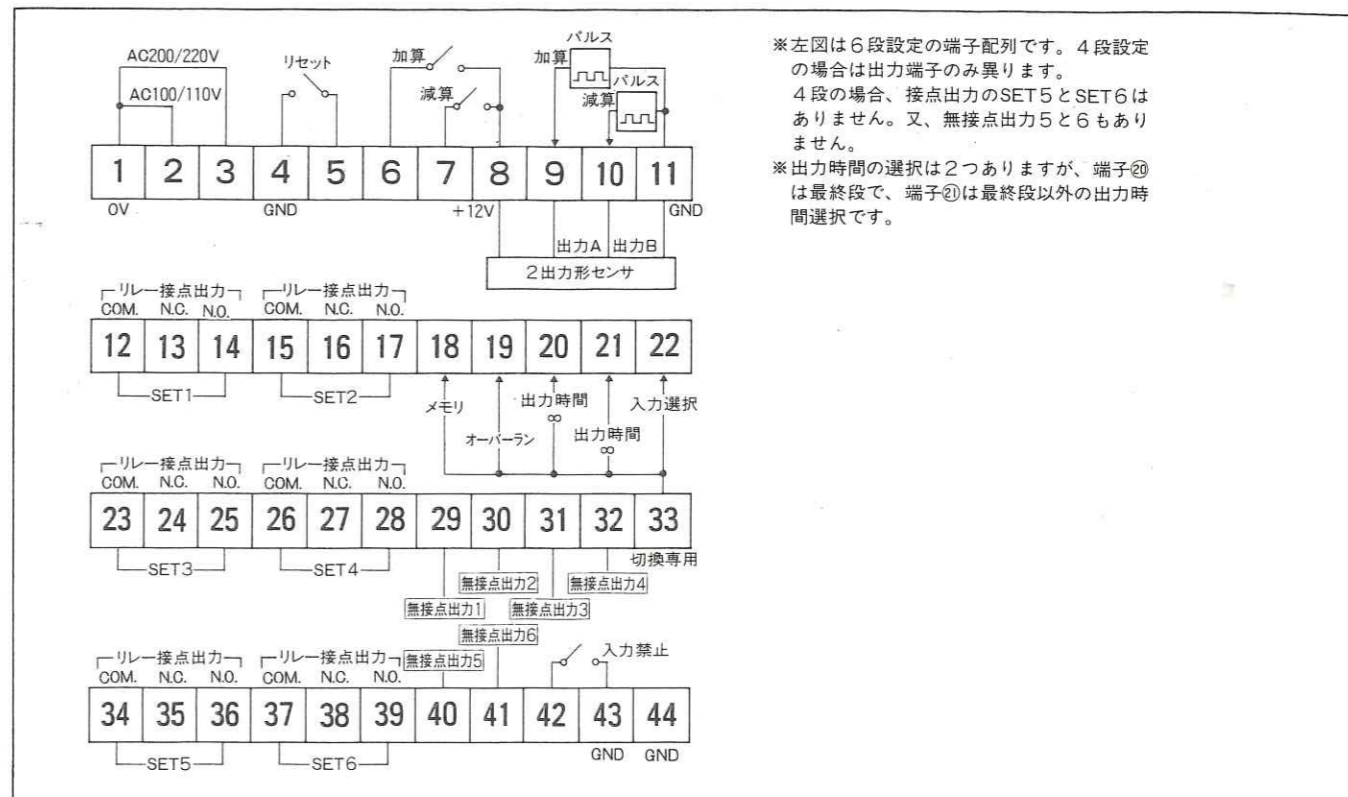 AC200/220V
AC100/110V
リセット
加算
減算
パルス
加算
パルス
減算
1 2 3 4 5 6 7 8 9 10 11
0V GND +12V GND
出力A 出力B
2出力形センサ
リレー接点出力 リレー接点出力
COM. N.C. N.O. COM. N.C. N.O.
12 13 14 15 16 17 18 19 20 21 22
SET1 SET2
メモリ オーバーラン 出力時間 ∞ 出力時間 ∞ 入力選択
リレー接点出力 リレー接点出力
COM. N.C. N.O. COM. N.C. N.O.
23 24 25 26 27 28 29 30 31 32 33
SET3 SET4 切換専用
無接点出力2 無接点出力4
無接点出力1 無接点出力3
無接点出力6
無接点出力5
入力禁止
リレー接点出力 リレー接点出力
COM. N.C. N.O. COM. N.C. N.O.
34 35 36 37 38 39 40 41 42 43 44
SET5 SET6 GND GND
※左図は6段設定の端子配列です。4段設定
の場合は出力端子のみ異ります。
4段の場合、接点出力のSET5とSET6は
ありません。又、無接点出力5と6もあり
ません。
※出力時間の選択は2つありますが、端子⑳
は最終段で、端子㉑は最終段以外の出力時
間選択です。